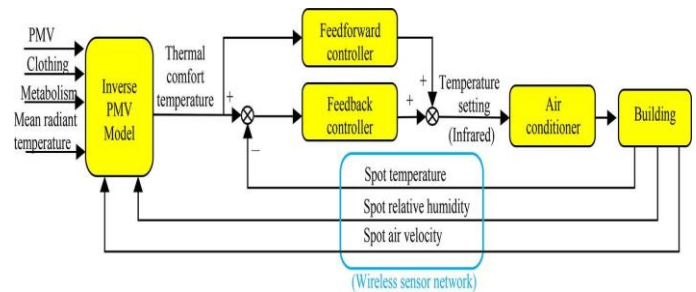 PMV
Clothing
Metabolism
Mean radiant
temperature
Inverse
PMV
Model
Thermal
comfort
temperature
Feedforward
controller
+
−
Feedback
controller
+
+
Temperature
setting
(Infrared)
Air
conditioner
Building
Spot temperature
Spot relative humidity
Spot air velocity
(Wireless sensor network)